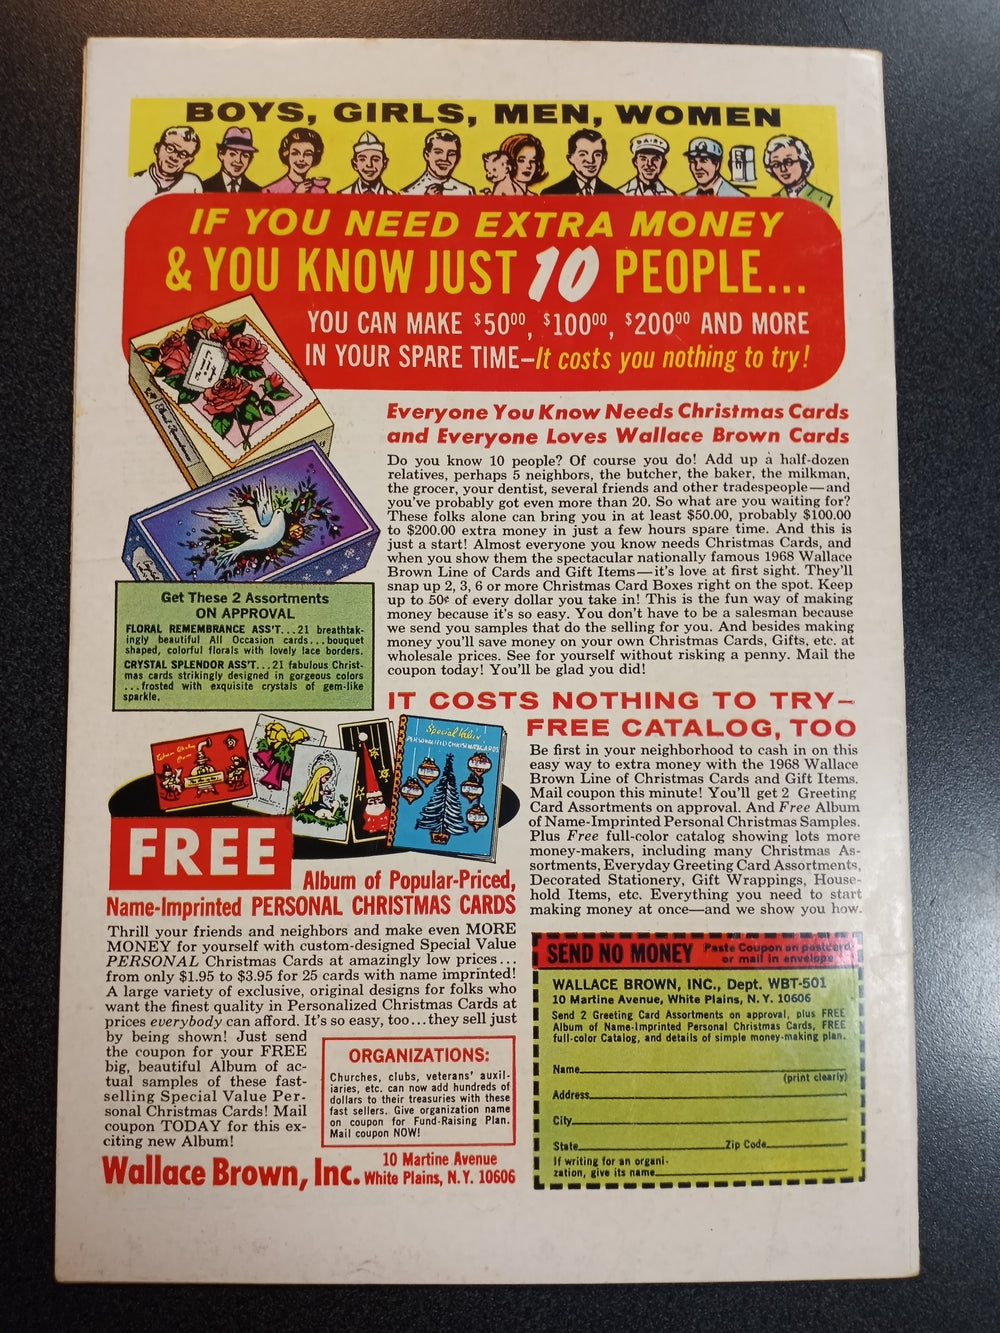 BOYS, GIRLS, MEN, WOMEN
DAIRY
IF YOU NEED EXTRA MONEY
& YOU KNOW JUST 10 PEOPLE...
YOU CAN MAKE $50⁰⁰, $100⁰⁰, $200⁰⁰ AND MORE
IN YOUR SPARE TIME—It costs you nothing to try!
Everyone You Know Needs Christmas Cards
and Everyone Loves Wallace Brown Cards
Do you know 10 people? Of course you do! Add up a half-dozen
relatives, perhaps 5 neighbors, the butcher, the baker, the milkman,
the grocer, your dentist, several friends and other tradespeople—and
you've probably got even more than 20. So what are you waiting for?
These folks alone can bring you in at least $50.00, probably $100.00
to $200.00 extra money in just a few hours spare time. And this is
just a start! Almost everyone you know needs Christmas Cards, and
when you show them the spectacular nationally famous 1968 Wallace
Brown Line of Cards and Gift Items—it's love at first sight. They'll
snap up 2, 3, 6 or more Christmas Card Boxes right on the spot. Keep
up to 50¢ of every dollar you take in! This is the fun way of making
money because it's so easy. You don't have to be a salesman because
we send you samples that do the selling for you. And besides making
money you'll save money on your own Christmas Cards, Gifts, etc. at
wholesale prices. See for yourself without risking a penny. Mail the
coupon today! You'll be glad you did!
Get These 2 Assortments
ON APPROVAL
FLORAL REMEMBRANCE ASS'T...21 breathtak-
ingly beautiful All Occasion cards...bouquet
shaped, colorful florals with lovely lace borders.
CRYSTAL SPLENDOR ASS'T...21 fabulous Christ-
mas cards strikingly designed in gorgeous colors
...frosted with exquisite crystals of gem-like
sparkle.
IT COSTS NOTHING TO TRY—
FREE CATALOG, TOO
Be first in your neighborhood to cash in on this
easy way to extra money with the 1968 Wallace
Brown Line of Christmas Cards and Gift Items.
Mail coupon this minute! You'll get 2 Greeting
Card Assortments on approval. And Free Album
of Name-Imprinted Personal Christmas Samples.
Plus Free full-color catalog showing lots more
money-makers, including many Christmas As-
sortments, Everyday Greeting Card Assortments,
Decorated Stationery, Gift Wrappings, House-
hold Items, etc. Everything you need to start
making money at once—and we show you how.
Special Value
PERSONALIZED CHRISTMAS CARDS
FREE
Album of Popular-Priced,
Name-Imprinted PERSONAL CHRISTMAS CARDS
Thrill your friends and neighbors and make even MORE
MONEY for yourself with custom-designed Special Value
PERSONAL Christmas Cards at amazingly low prices...
from only $1.95 to $3.95 for 25 cards with name imprinted!
A large variety of exclusive, original designs for folks who
want the finest quality in Personalized Christmas Cards at
prices everybody can afford. It's so easy, too...they sell just
by being shown! Just send
the coupon for your FREE
big, beautiful Album of ac-
tual samples of these fast-
selling Special Value Per-
sonal Christmas Cards! Mail
coupon TODAY for this ex-
citing new Album!
ORGANIZATIONS:
Churches, clubs, veterans' auxil-
iaries, etc. can now add hundreds of
dollars to their treasuries with these
fast sellers. Give organization name
on coupon for Fund-Raising Plan.
Mail coupon NOW!
Wallace Brown, Inc. 10 Martine Avenue
White Plains, N.Y. 10606
SEND NO MONEY Paste Coupon on postcard
or mail in envelope
WALLACE BROWN, INC., Dept. WBT-501
10 Martine Avenue, White Plains, N.Y. 10606
Send 2 Greeting Card Assortments on approval, plus FREE
Album of Name-Imprinted Personal Christmas Cards, FREE
full-color Catalog, and details of simple money-making plan.
Name
(print clearly)
Address
City
State Zip Code
If writing for an organi-
zation, give its name